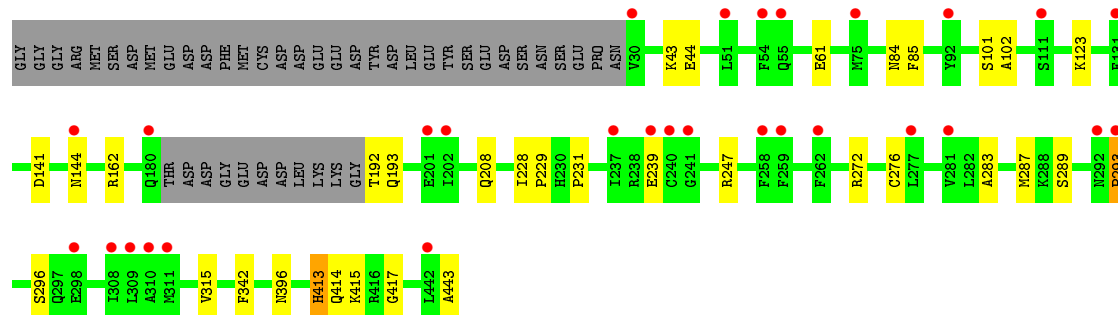 GLY GLY GLY ARG MET SER ASP MET GLU ASP ASP PHE MET CYS ASP ASP GLU GLU ASP TYR ASP LEU GLU TYR SER GLU ASP SER ASN SER GLU PRO ASN V30 K43 E44 L51 F54 Q55 E61 M75 N84 F85 Y92 S101 A102 S111 K123
D141 N144 R162 Q180 THR ASP ASP GLY GLU ASP ASP LEU LYS LYS GLY T192 Q193 E201 I202 Q208 I228 P229 H230 P231 I237 R238 E239 C240 G241 R247 F258 F259 F262 R272 C276 L277 V281 L282 A283 M287 K288 S289 N292
S296 Q297 E298 I308 L309 A310 M311 V315 F342 N396 H413 Q414 K415 R416 G417 L442 A443